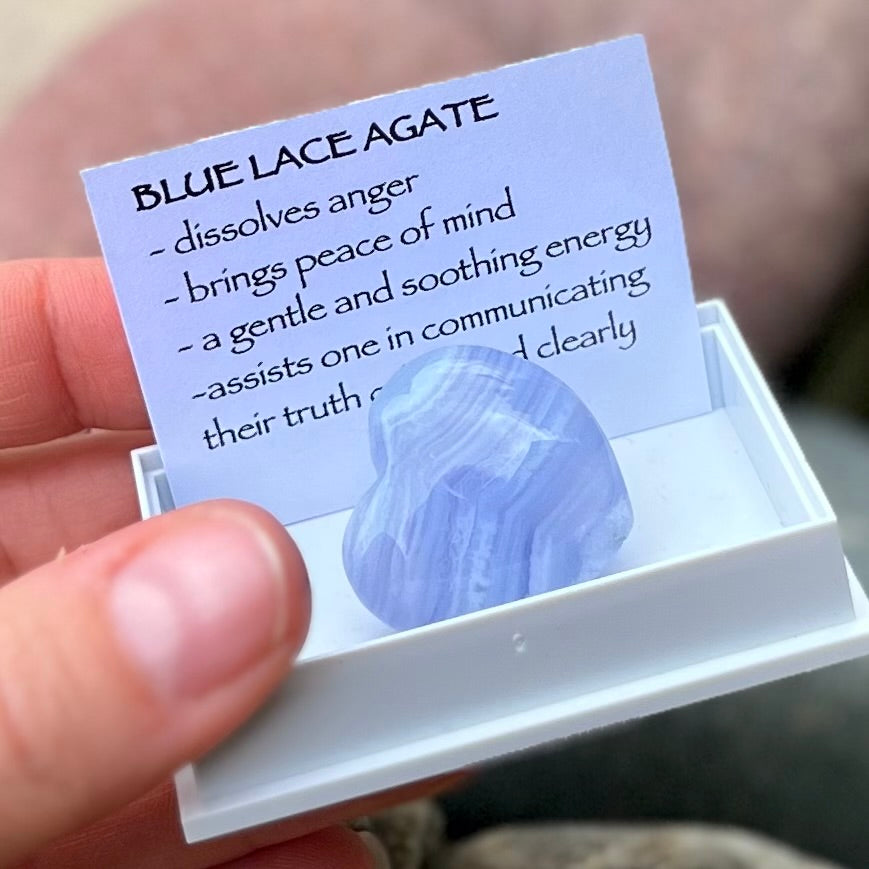 BLUE LACE AGATE
- dissolves anger
- brings peace of mind
- a gentle and soothing energy
-assists one in communicating
their truth clearly